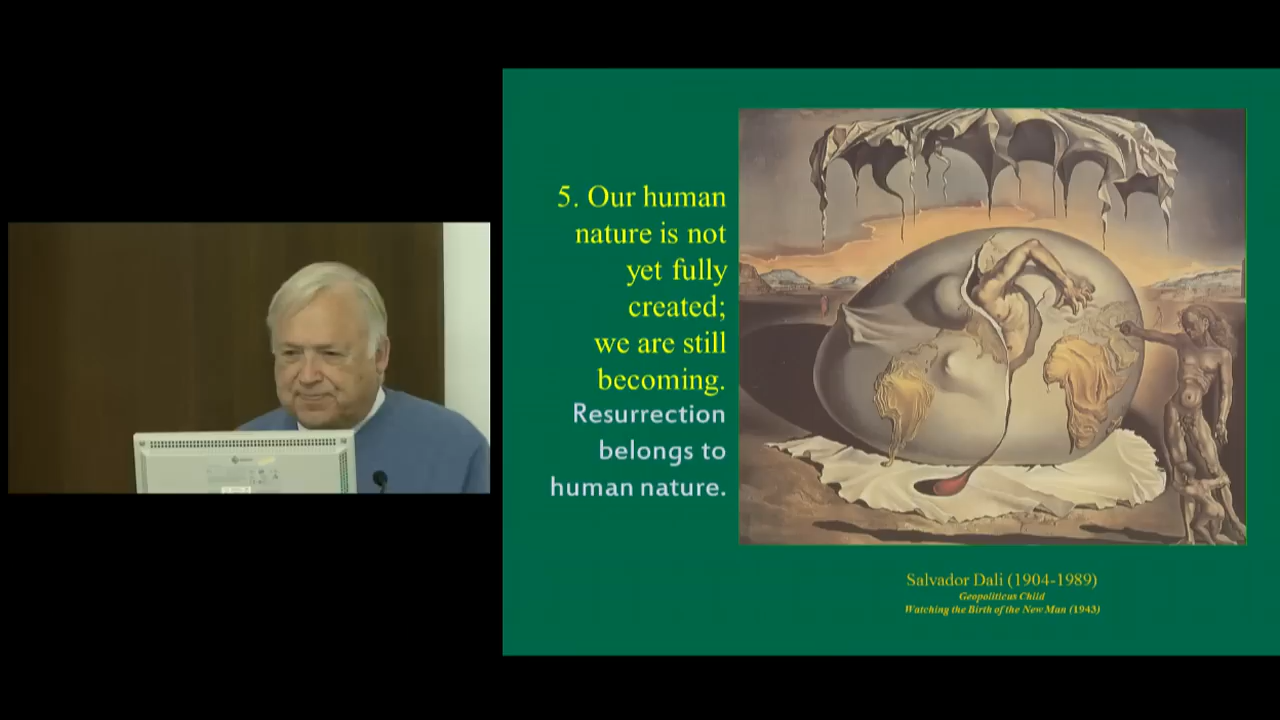 5. Our human
nature is not
yet fully
created;
we are still
becoming.
Resurrection
belongs to
human nature.
Salvador Dali (1904-1989)
Geopoliticus Child
Watching the Birth of the New Man (1943)